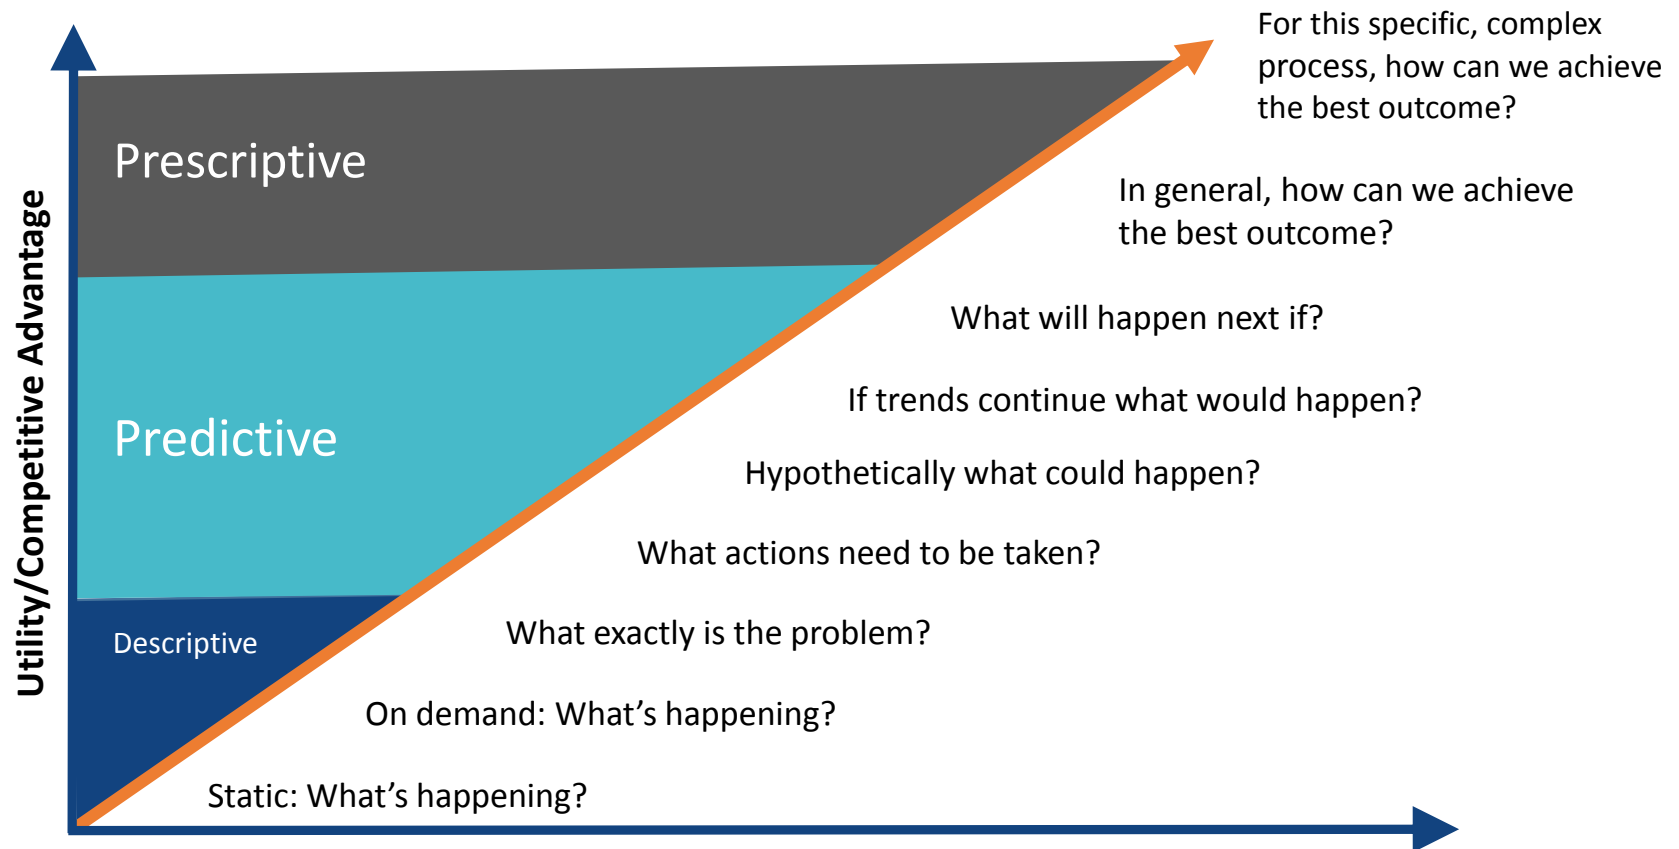 For this specific, complex
process, how can we achieve
the best outcome?
Prescriptive
In general, how can we achieve
the best outcome?
What will happen next if?
If trends continue what would happen?
Predictive
Hypothetically what could happen?
What actions need to be taken?
What exactly is the problem?
Descriptive
On demand: What’s happening?
Static: What’s happening?
Utility/Competitive Advantage